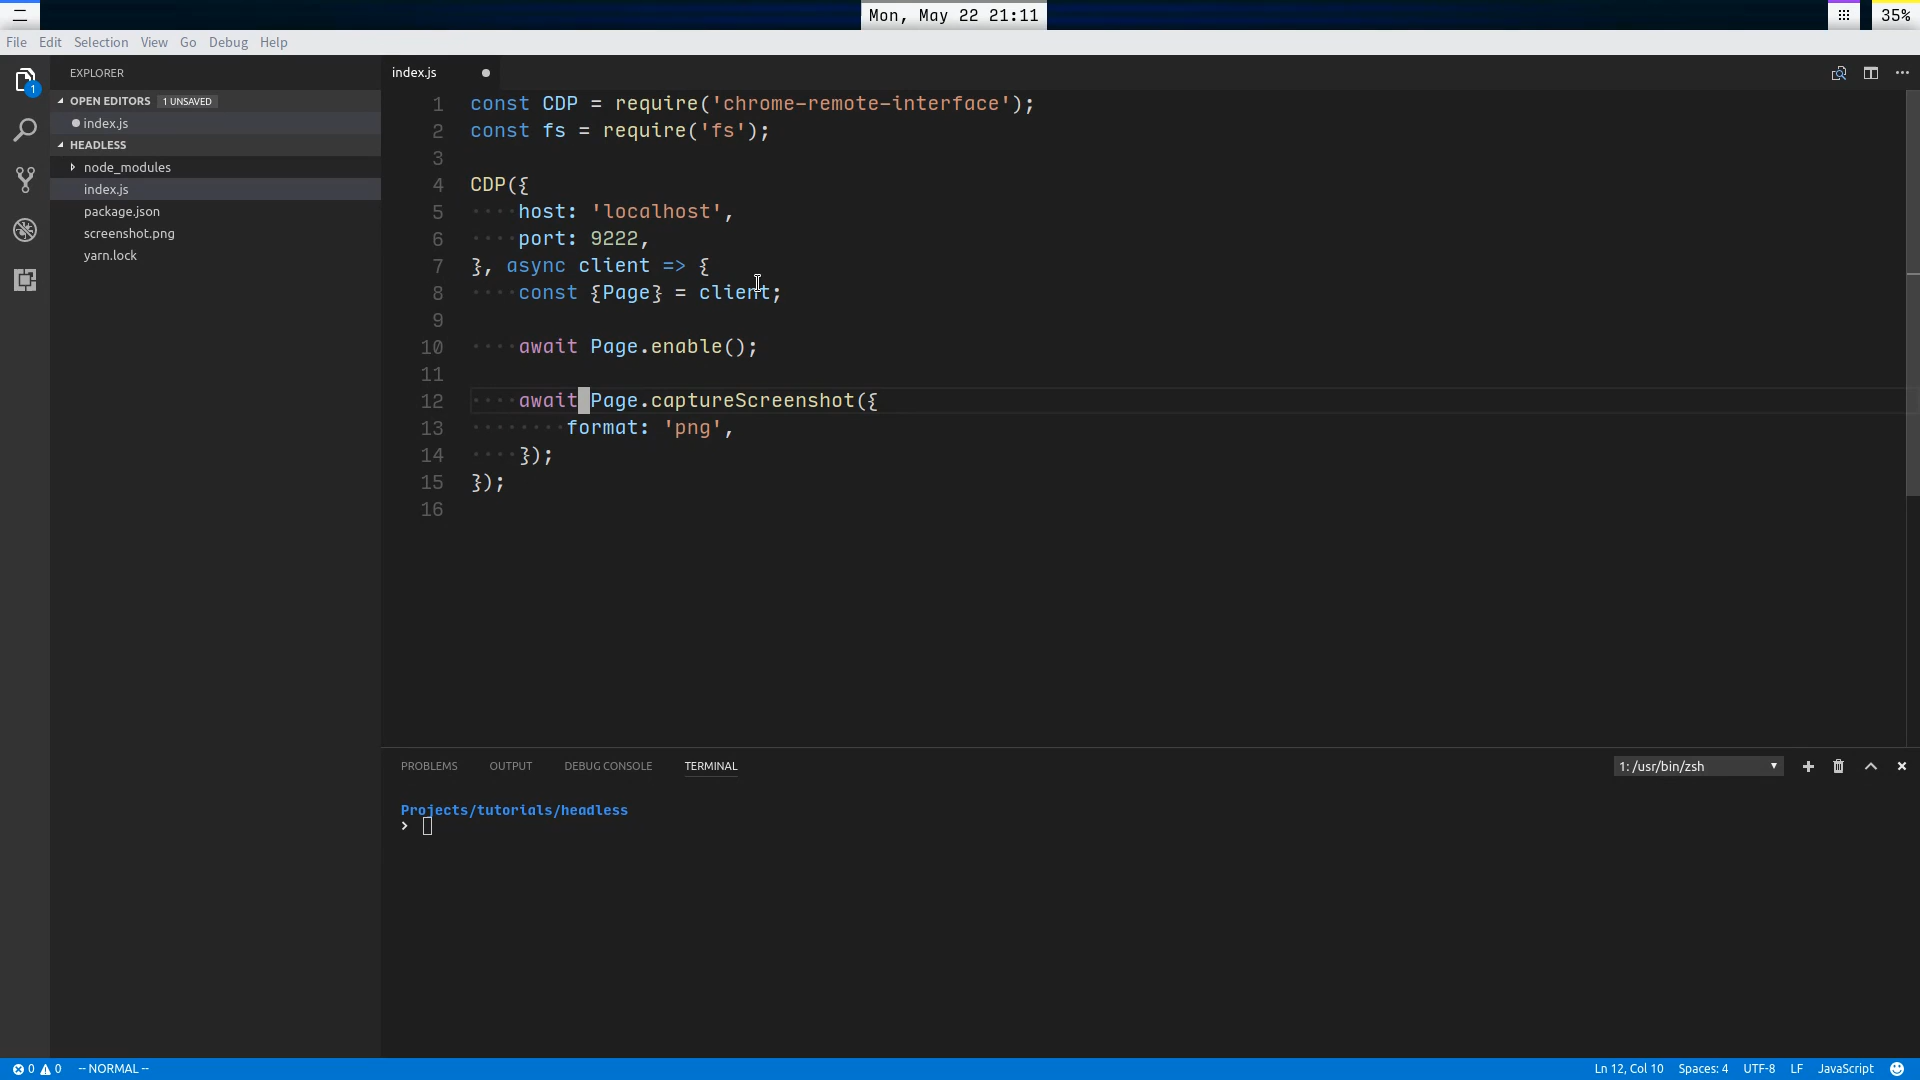 Mon, May 22 21:11
35%
File Edit Selection View Go Debug Help
EXPLORER
OPEN EDITORS 1 UNSAVED
index.js
HEADLESS
node_modules
index.js
package.json
screenshot.png
yarn.lock
1
index.js
1 const CDP = require('chrome-remote-interface');
2 const fs = require('fs');
3
4 CDP({
5 ····host: 'localhost',
6 ····port: 9222,
7 }, async client => {
8 ····const {Page} = client;
9
10 ····await Page.enable();
11
12 ····await Page.captureScreenshot({
13 ········format: 'png',
14 ····});
15 });
16
PROBLEMS OUTPUT DEBUG CONSOLE TERMINAL
1: /usr/bin/zsh
Projects/tutorials/headless
›
0 0 -- NORMAL -- Ln 12, Col 10 Spaces: 4 UTF-8 LF JavaScript